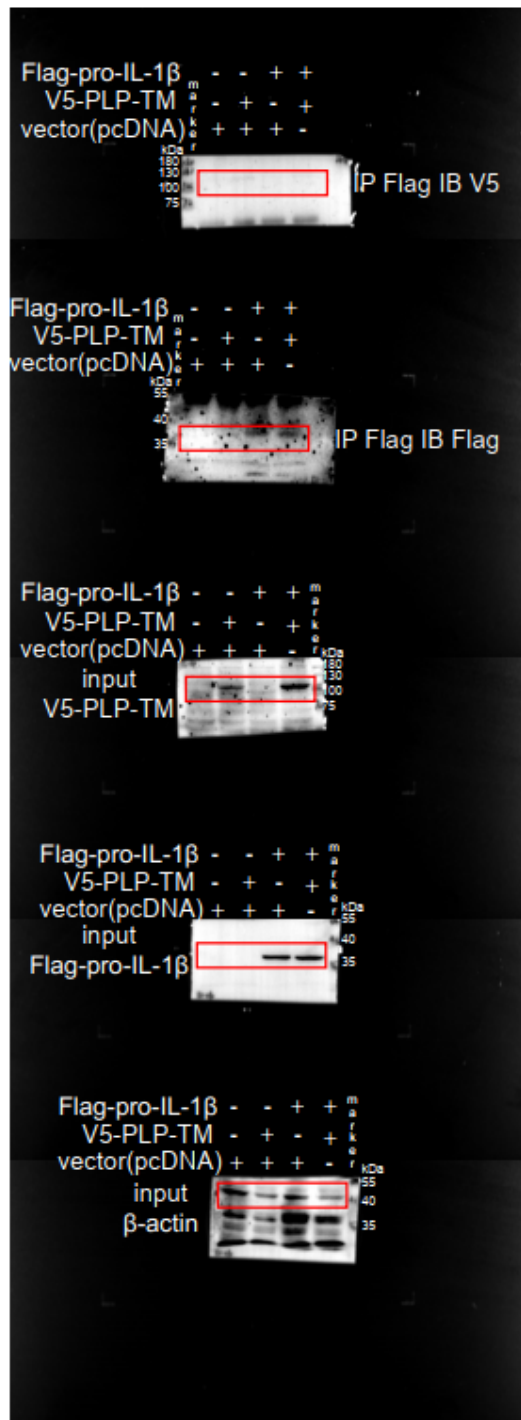 Flag-pro-IL-1β - - + +
V5-PLP-TM - + - +
vector(pcDNA) + + + -
marker
kDa
180
130
100
75
IP Flag IB V5
Flag-pro-IL-1β - - + +
V5-PLP-TM - + - +
vector(pcDNA) + + + -
marker
kDa
55
40
35
IP Flag IB Flag
Flag-pro-IL-1β - - + +
V5-PLP-TM - + - +
vector(pcDNA) + + + -
marker
kDa
180
130
100
75
input
V5-PLP-TM
Flag-pro-IL-1β - - + +
V5-PLP-TM - + - +
vector(pcDNA) + + + -
marker
kDa
55
40
35
input
Flag-pro-IL-1β
Flag-pro-IL-1β - - + +
V5-PLP-TM - + - +
vector(pcDNA) + + + -
marker
kDa
55
40
35
input
β-actin